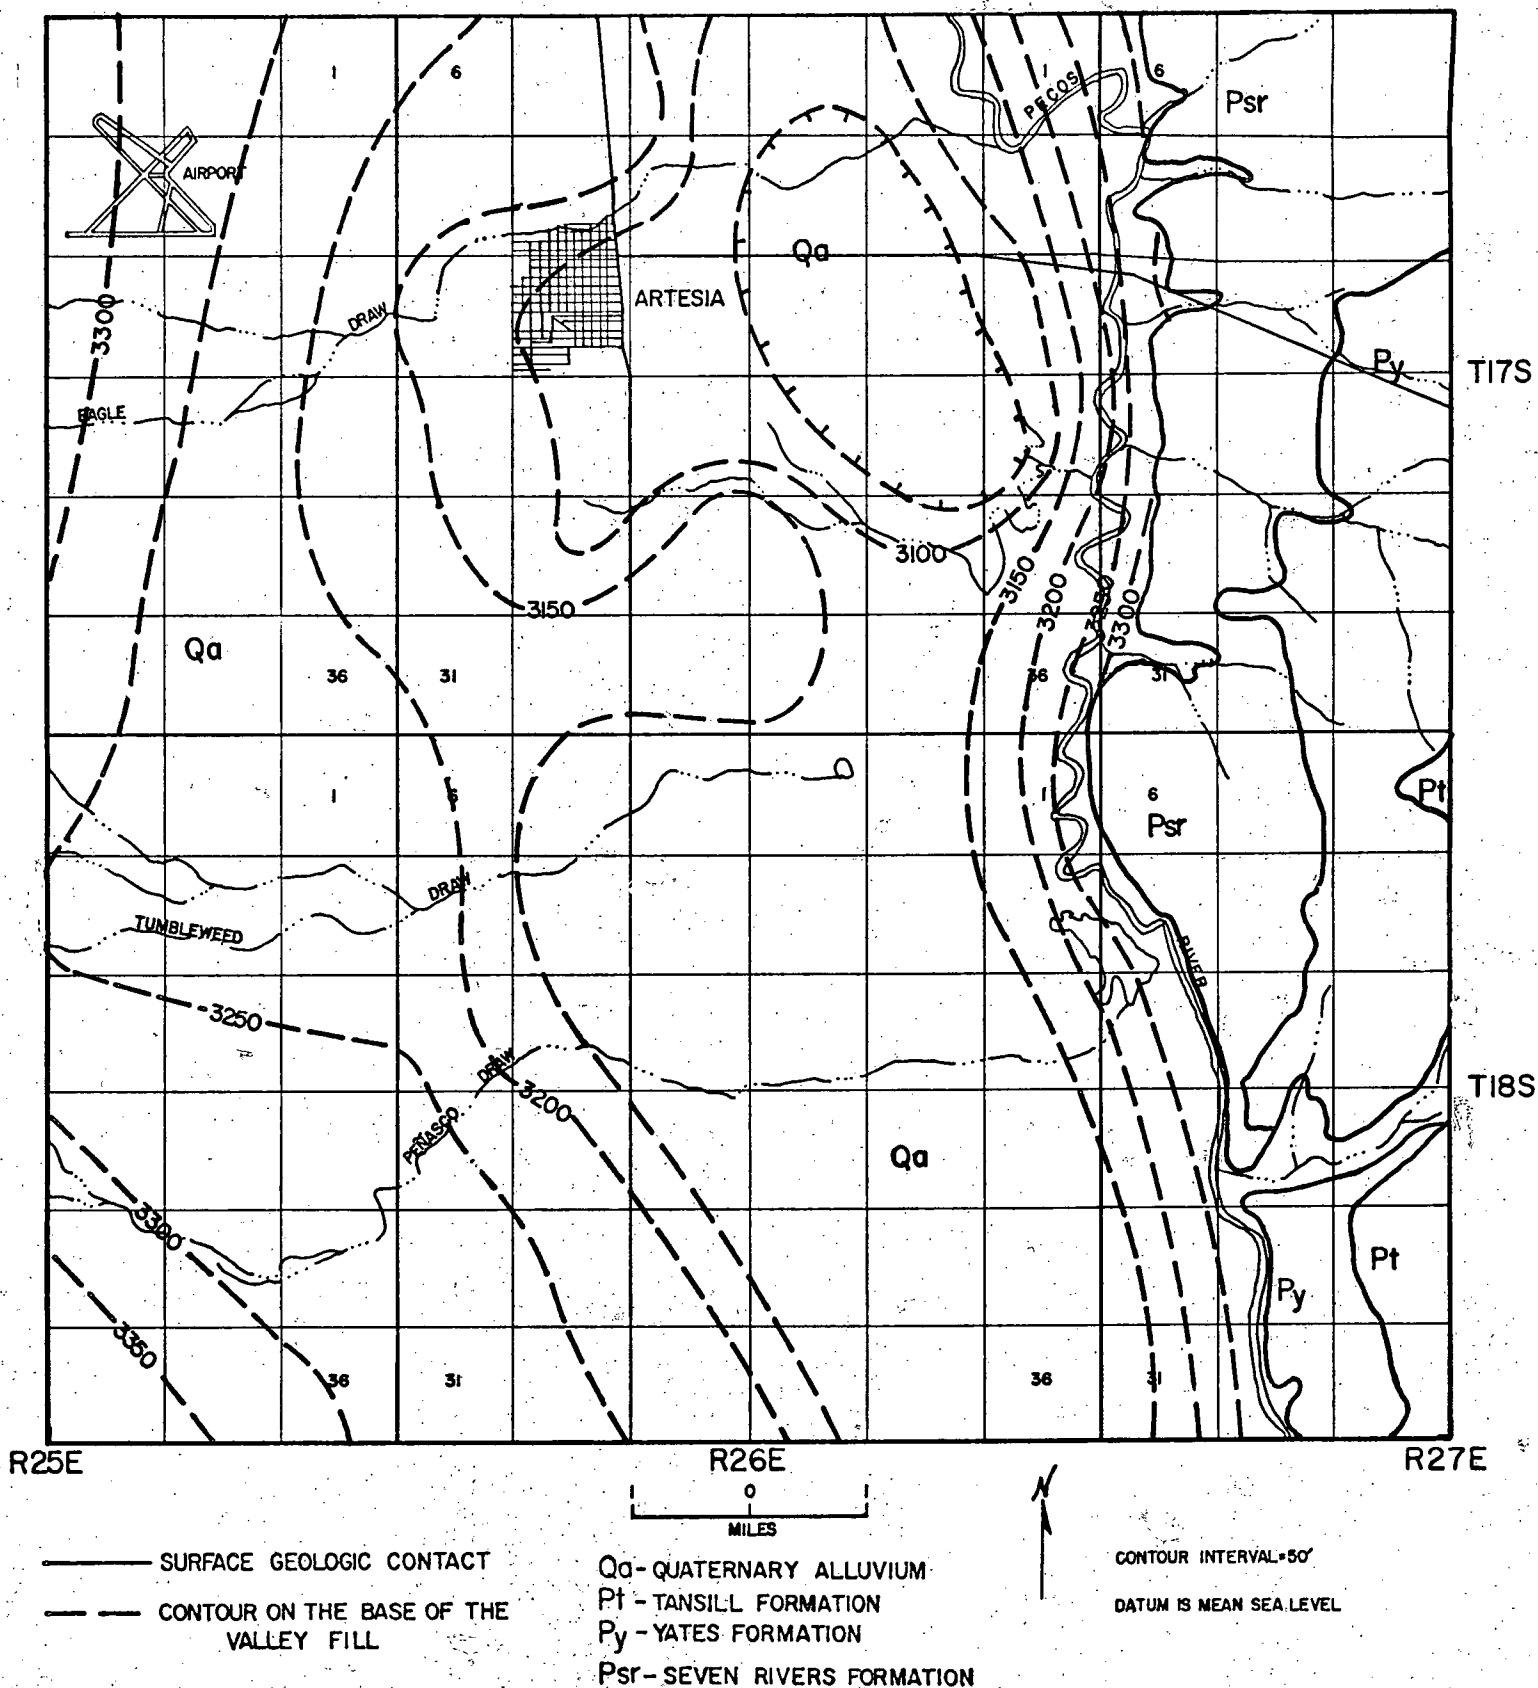 1
6
1
6
PECOS
Psr
AIRPORT
Qa
3300
DRAW
ARTESIA
Py
T17S
EAGLE
3100
3150
3150
3200
3250
3300
Qa
36
31
36
31
1
6
1
6
Pt
Psr
DRAW
TUMBLEWEED
RIVER
3250
DRAW
3200
T18S
PENASCO
Qa
3300
Pt
Py
3350
36
31
36
31
R25E
R26E
R27E
N
1 0 1
MILES
SURFACE GEOLOGIC CONTACT
CONTOUR ON THE BASE OF THE
VALLEY FILL
Qa- QUATERNARY ALLUVIUM
Pt - TANSILL FORMATION
Py - YATES FORMATION
Psr- SEVEN RIVERS FORMATION
CONTOUR INTERVAL=50'
DATUM IS MEAN SEA LEVEL